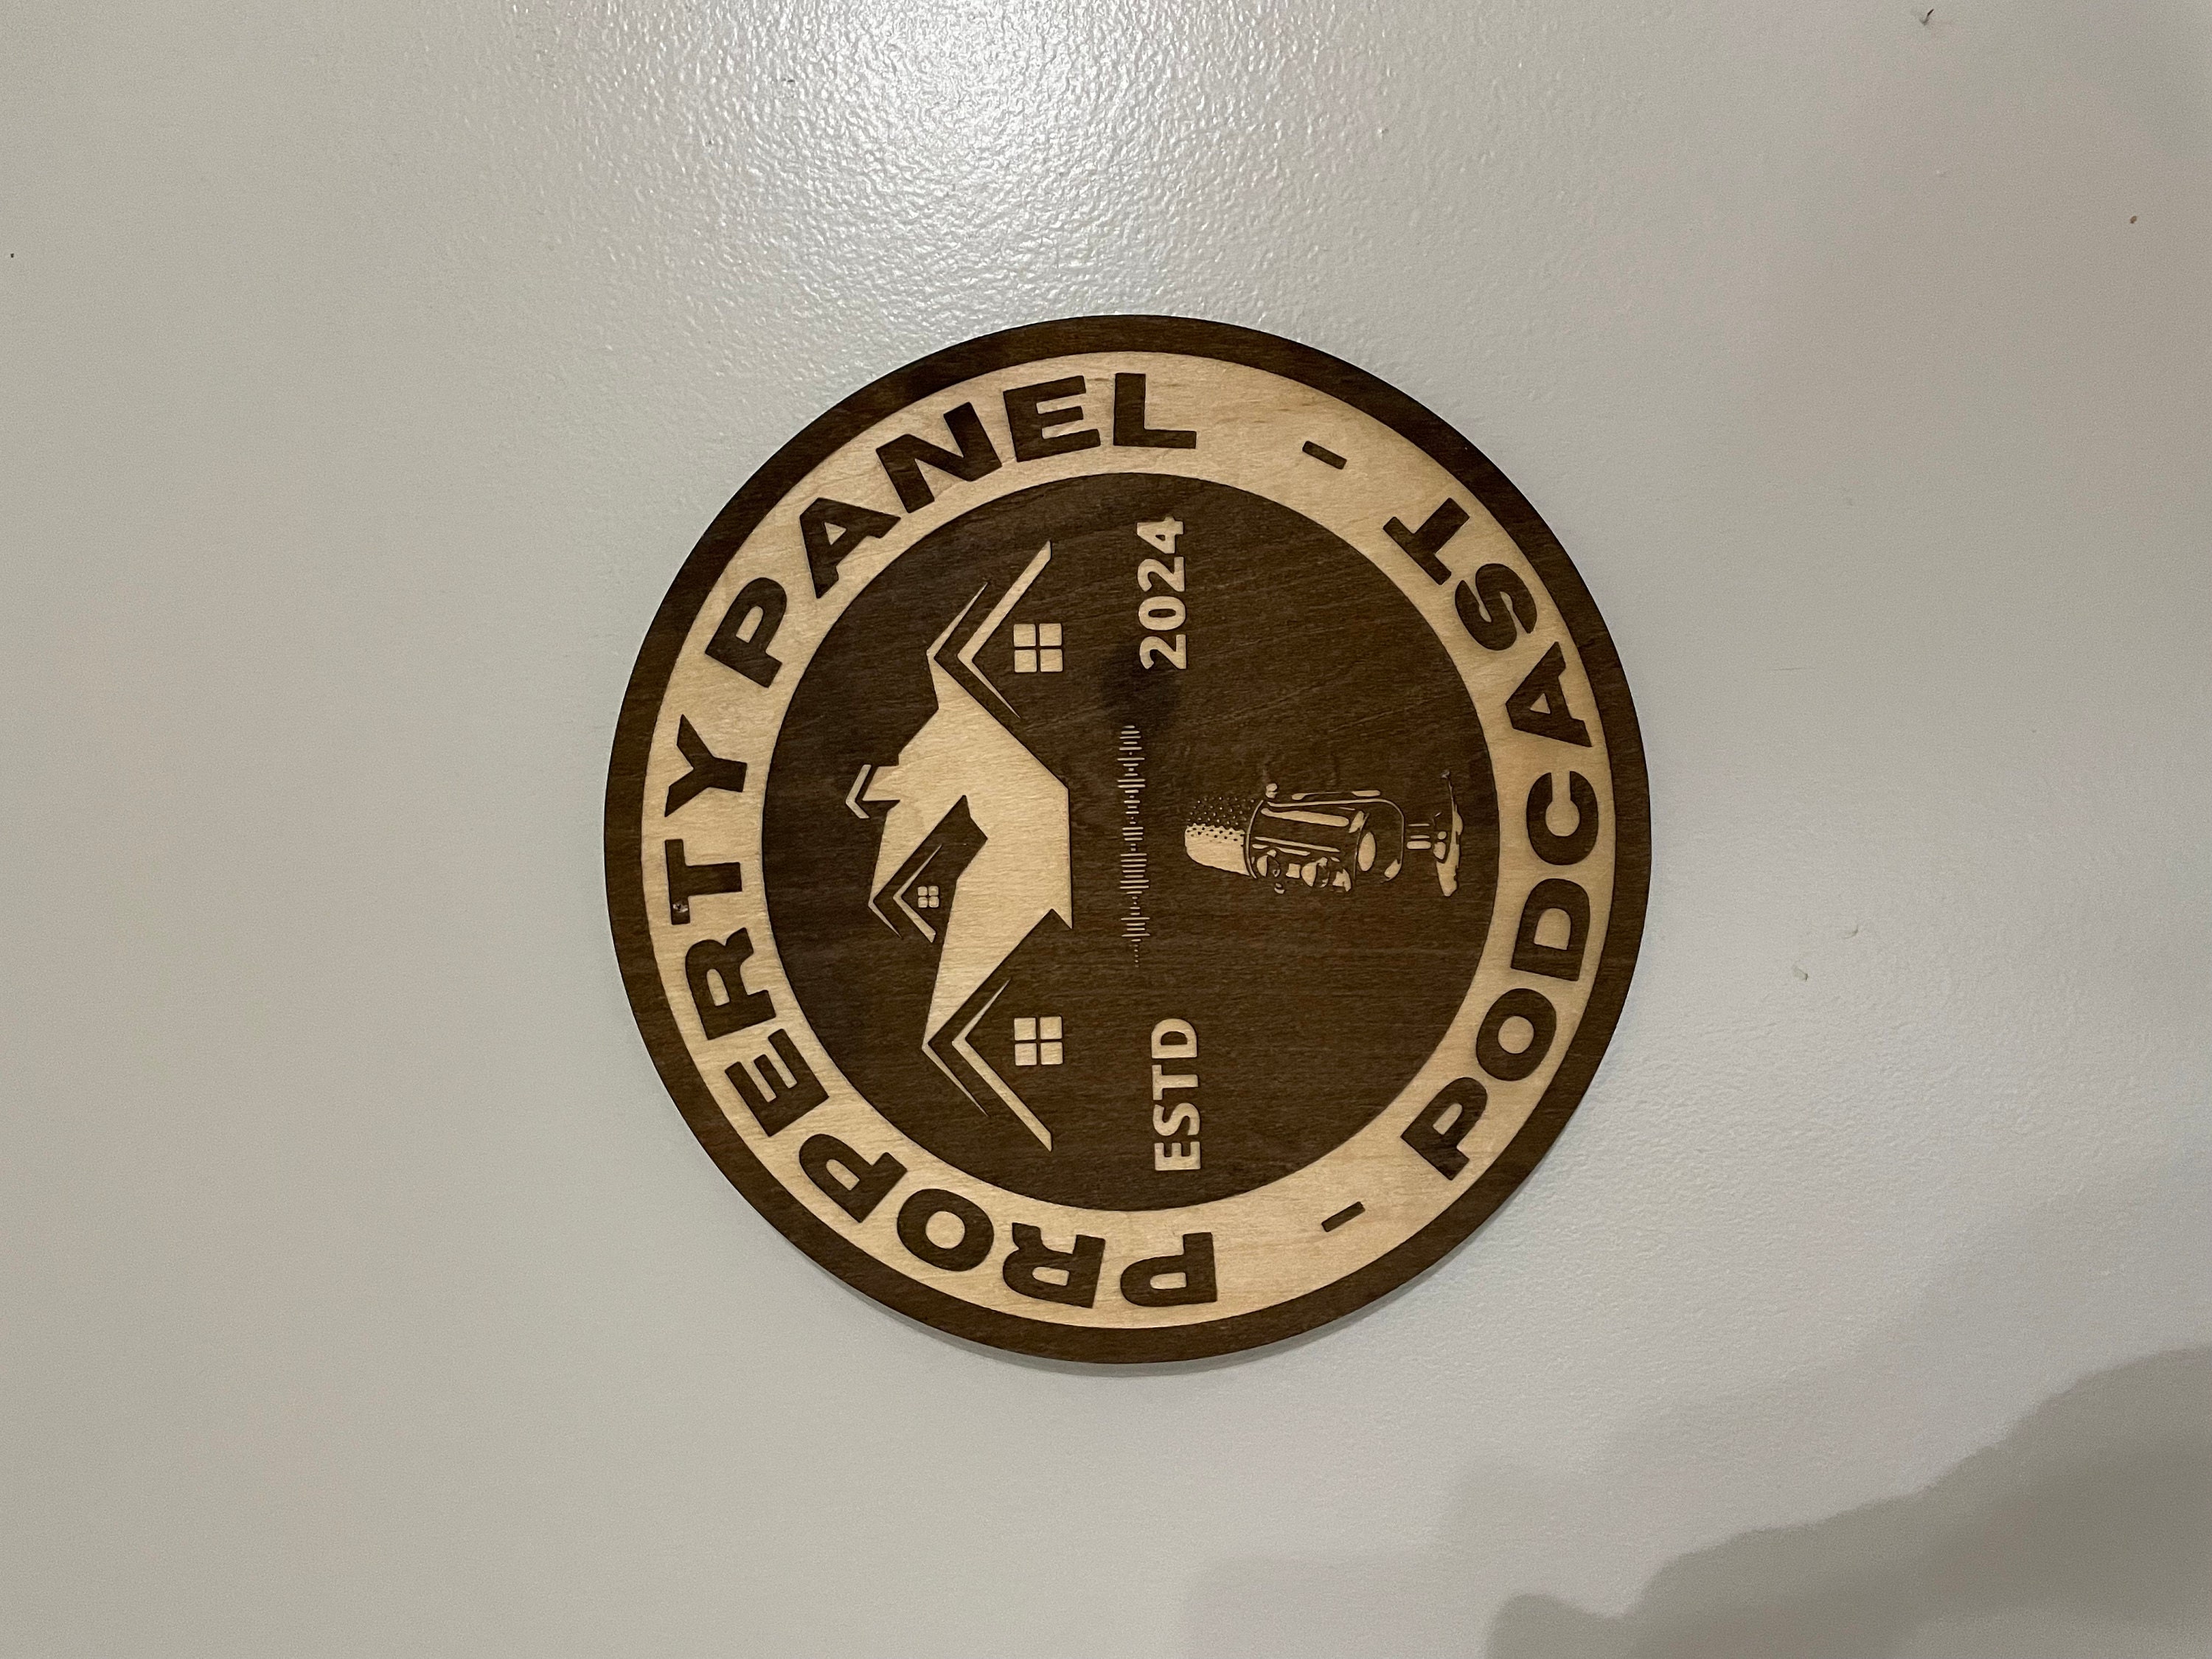 PROPERTY PANEL
ESTD 2024
- PODCAST -